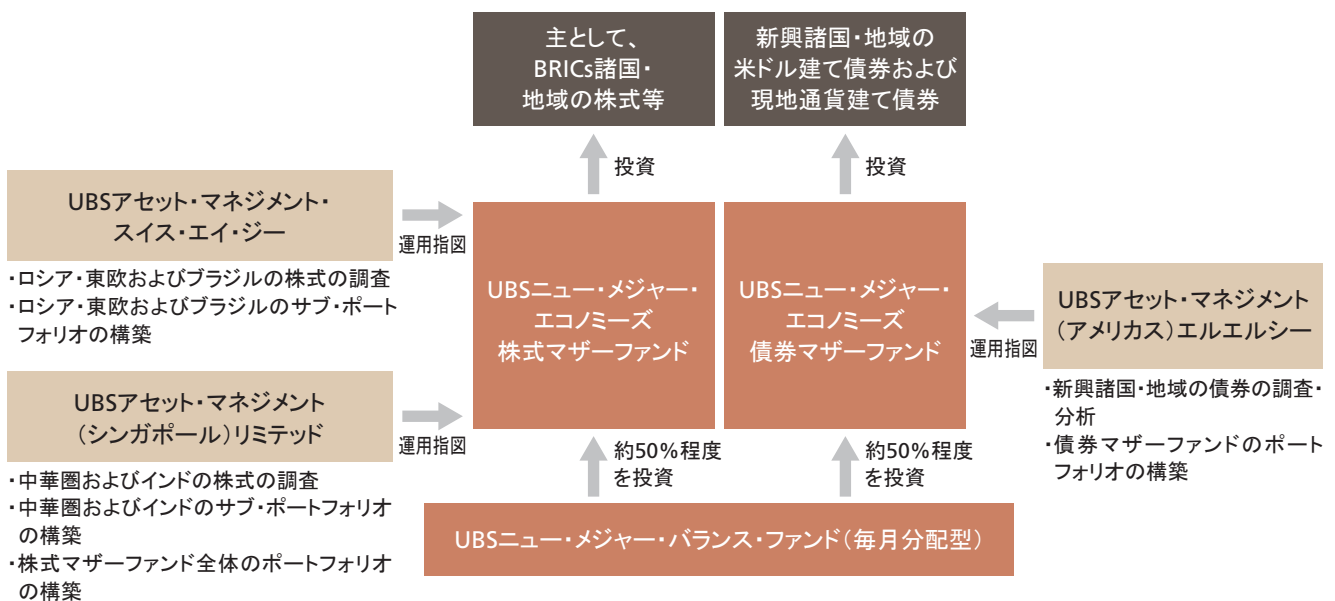 主として、
BRICs諸国・
地域の株式等
新興諸国・地域の
米ドル建て債券および
現地通貨建て債券
投資
投資
UBSアセット・マネジメント・
スイス・エイ・ジー
運用指図
・ロシア・東欧およびブラジルの株式の調査
・ロシア・東欧およびブラジルのサブ・ポート
フォリオの構築
UBSニュー・メジャー・
エコノミーズ
株式マザーファンド
UBSニュー・メジャー・
エコノミーズ
債券マザーファンド
運用指図
UBSアセット・マネジメント
（アメリカス）エルエルシー
・新興諸国・地域の債券の調査・
分析
・債券マザーファンドのポート
フォリオの構築
UBSアセット・マネジメント
（シンガポール）リミテッド
運用指図
・中華圏およびインドの株式の調査
・中華圏およびインドのサブ・ポートフォリオ
の構築
・株式マザーファンド全体のポートフォリオ
の構築
約50%程度
を投資
約50%程度
を投資
UBSニュー・メジャー・バランス・ファンド（毎月分配型）